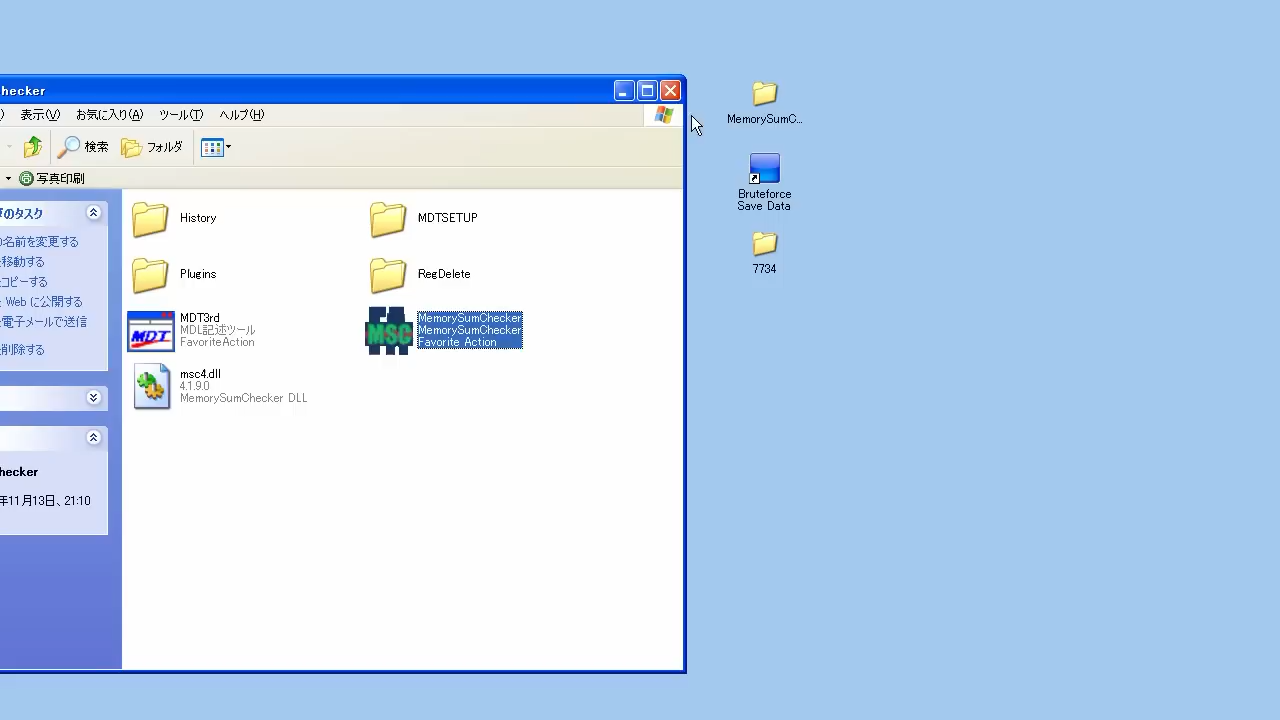 hecker
) 表示(V) お気に入り(A) ツール(T) ヘルプ(H)
検索 フォルダ
写真印刷
のタスク
の名前を変更する
移動する
コピーする
Web に公開する
電子メールで送信
削除する
hecker
年11月13日、21:10
History
MDTSETUP
Plugins
RegDelete
MDT3rd
MDL記述ツール
FavoriteAction
MDT
MSC
MemorySumChecker
MemorySumChecker
Favorite Action
msc4.dll
4.1.9.0
MemorySumChecker DLL
MemorySumC...
Bruteforce
Save Data
7734